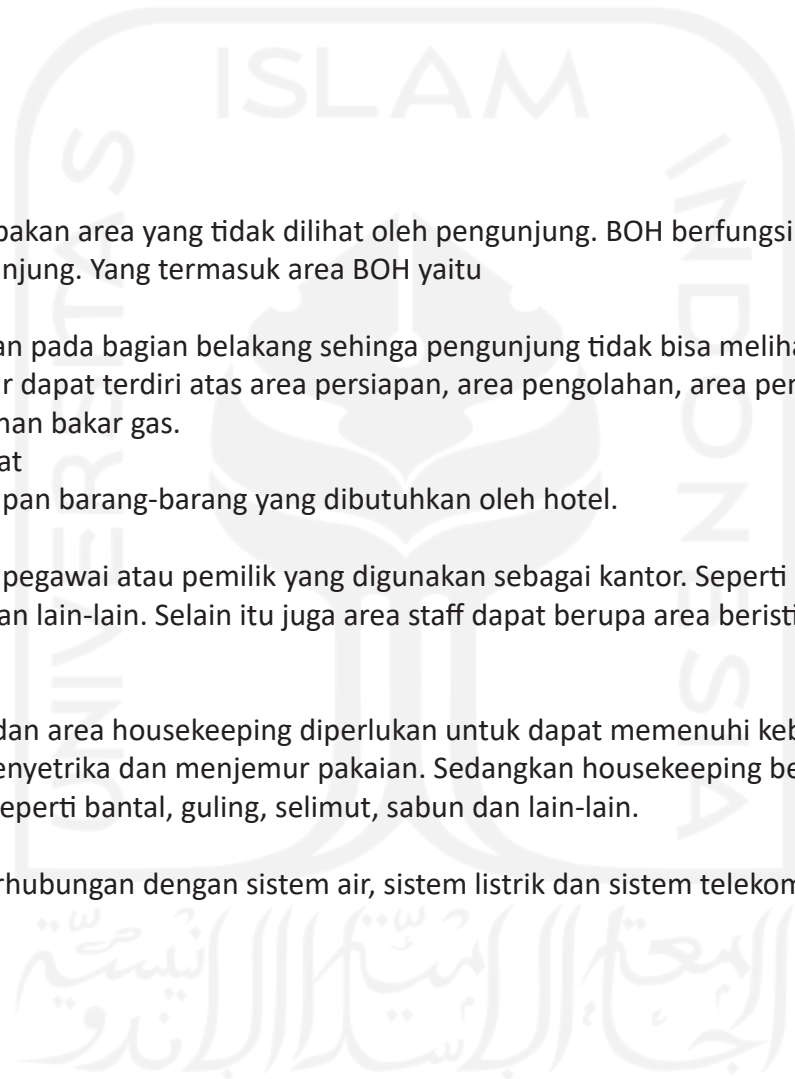 ISLAM
UNIVERSITAS
INDONESIA
pakan area yang tidak dilihat oleh pengunjung. BOH berfungsi
njung. Yang termasuk area BOH yaitu
an pada bagian belakang sehinga pengunjung tidak bisa meliha
r dapat terdiri atas area persiapan, area pengolahan, area pen
han bakar gas.
at
pan barang-barang yang dibutuhkan oleh hotel.
pegawai atau pemilik yang digunakan sebagai kantor. Seperti
an lain-lain. Selain itu juga area staff dapat berupa area beristi
dan area housekeeping diperlukan untuk dapat memenuhi keb
enyetrika dan menjemur pakaian. Sedangkan housekeeping be
seperti bantal, guling, selimut, sabun dan lain-lain.
rhubungan dengan sistem air, sistem listrik dan sistem telekom